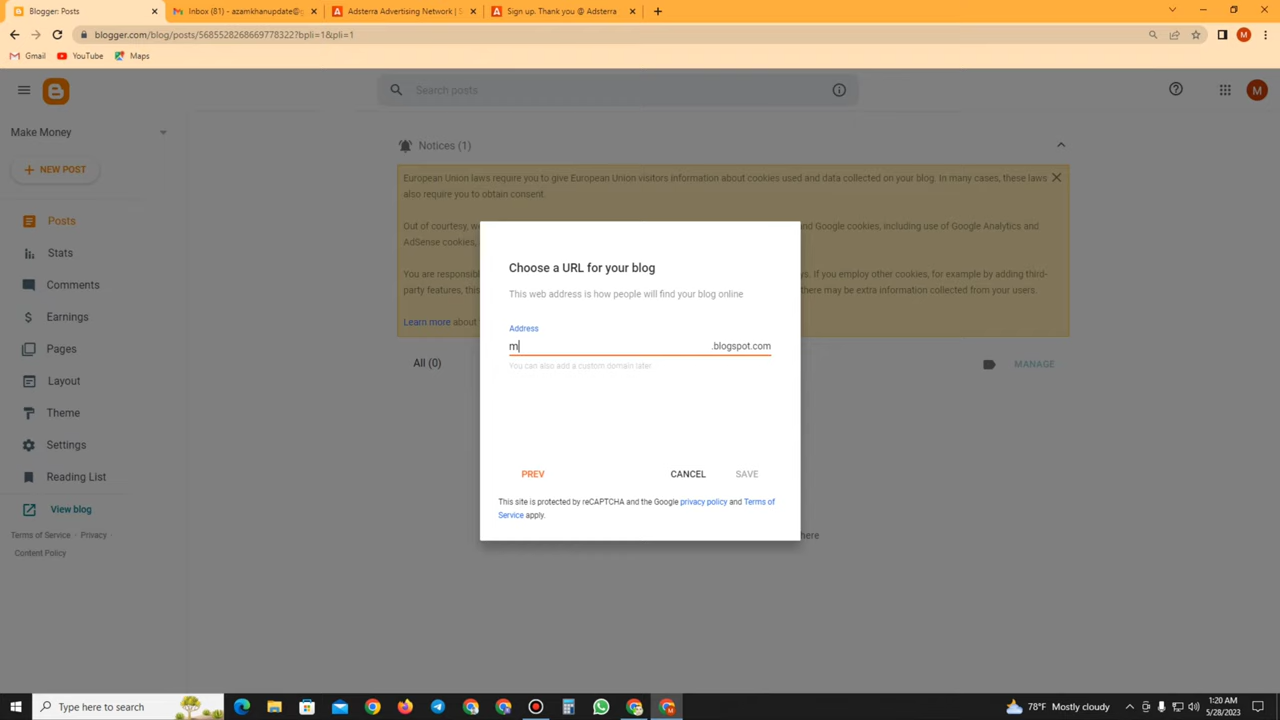 Blogger: Posts
Inbox (81) - azamkhanupdate@g
Adsterra Advertising Network | S
Sign up. Thank you @ Adsterra
blogger.com/blog/posts/5685528268669778322?bpli=1&pli=1
M
Gmail
YouTube
Maps
Search posts
M
Make Money
NEW POST
Posts
Stats
Comments
Earnings
Pages
Layout
Theme
Settings
Reading List
View blog
Terms of Service · Privacy ·
Content Policy
Notices (1)
European Union laws require you to give European Union visitors information about cookies used and data collected on your blog. In many cases, these laws
also require you to obtain consent.
Out of courtesy, we
and Google cookies, including use of Google Analytics and
AdSense cookies,
You are responsib
ys. If you employ other cookies, for example by adding third-
party features, this
there may be extra information collected from your users.
Learn more about
All (0)
MANAGE
here
Choose a URL for your blog
This web address is how people will find your blog online
Address
m
.blogspot.com
You can also add a custom domain later
PREV
CANCEL
SAVE
This site is protected by reCAPTCHA and the Google privacy policy and Terms of
Service apply.
Type here to search
78°F Mostly cloudy
1:20 AM
5/28/2023